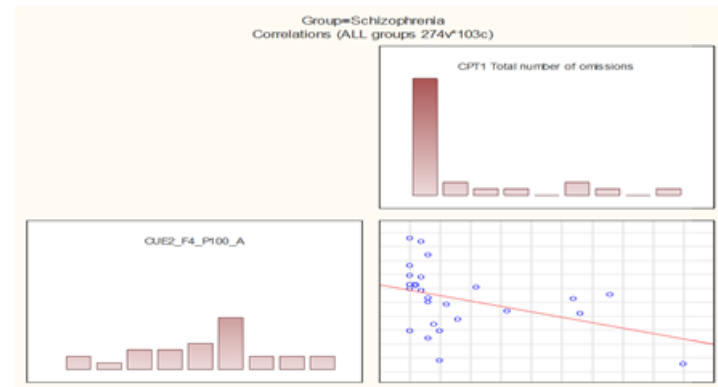 Group=Schizophrenia
Correlations (ALL groups 274v*103c)
CPT1 Total number of omissions
CUE2_F4_P100_A